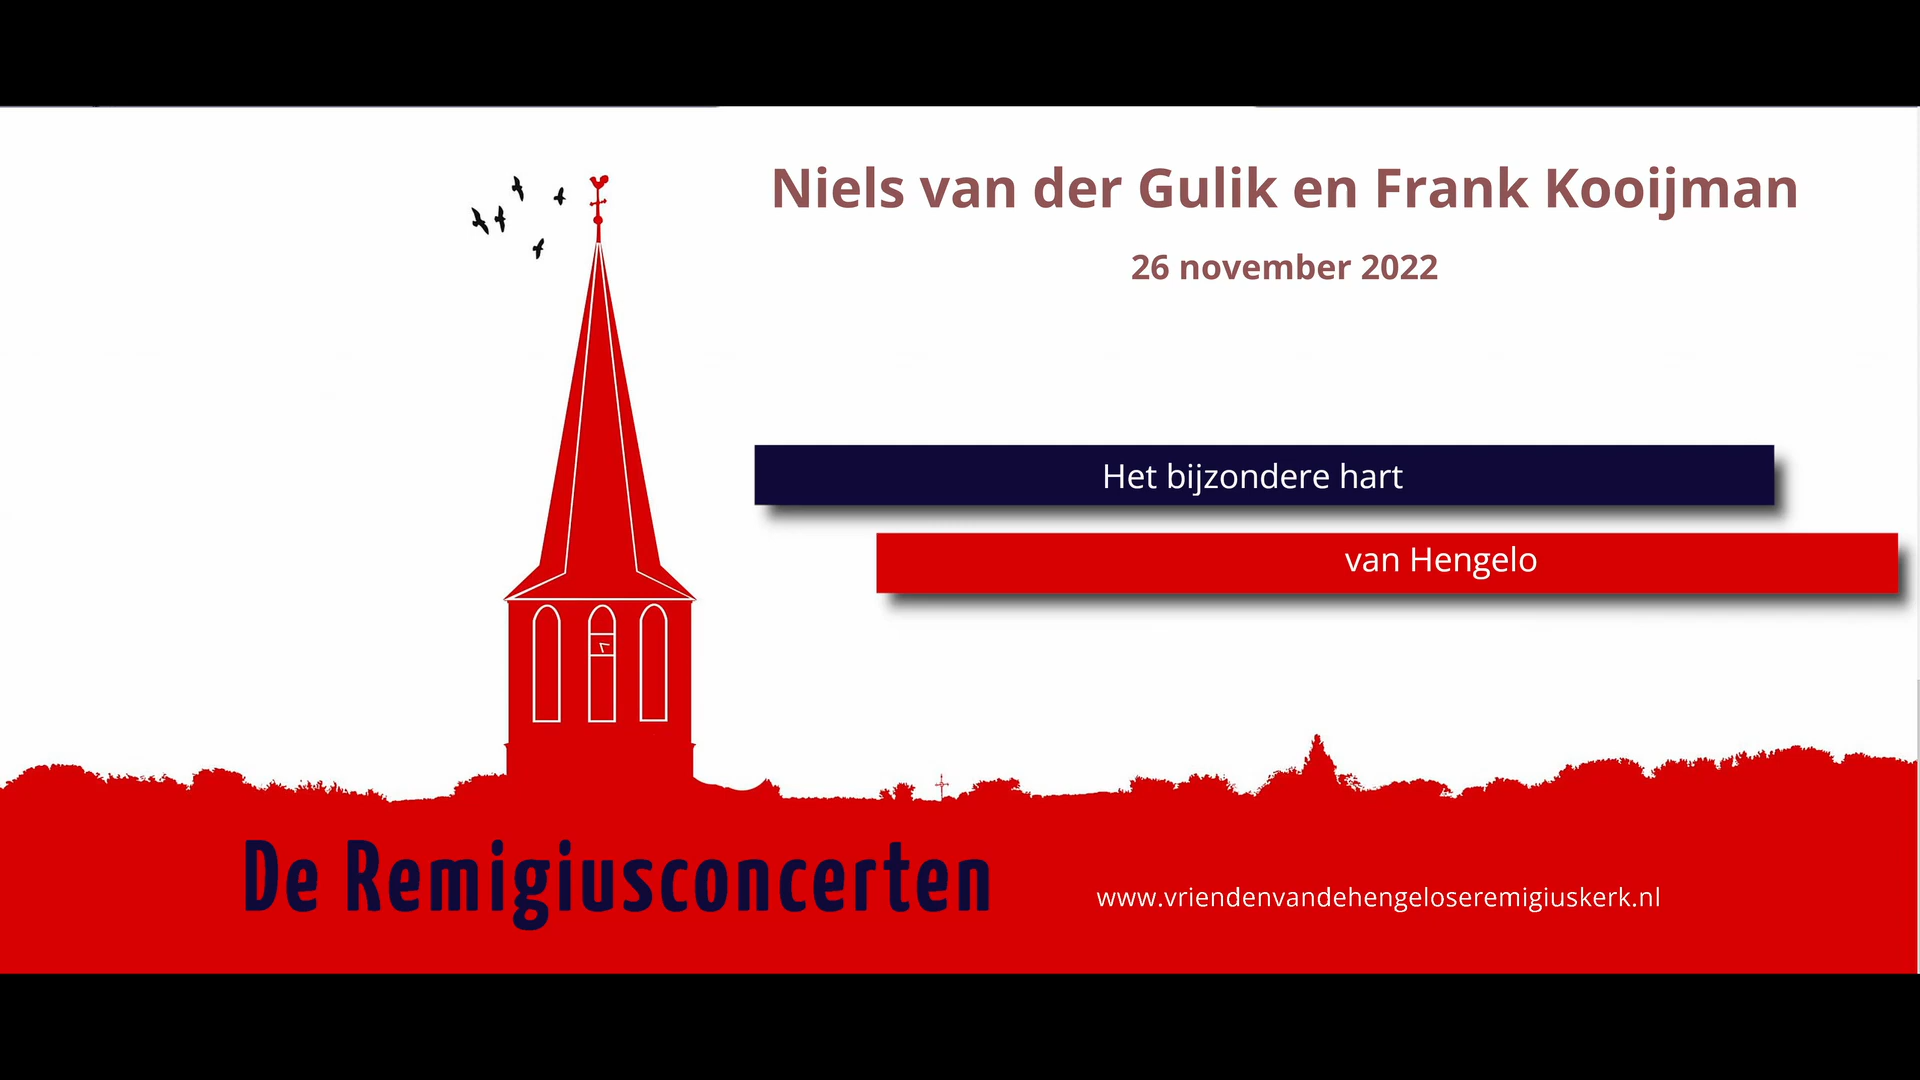 Niels van der Gulik en Frank Kooijman
26 november 2022
Het bijzondere hart
van Hengelo
De Remigiusconcerten
www.vriendenvandehengeloseremigiuskerk.nl